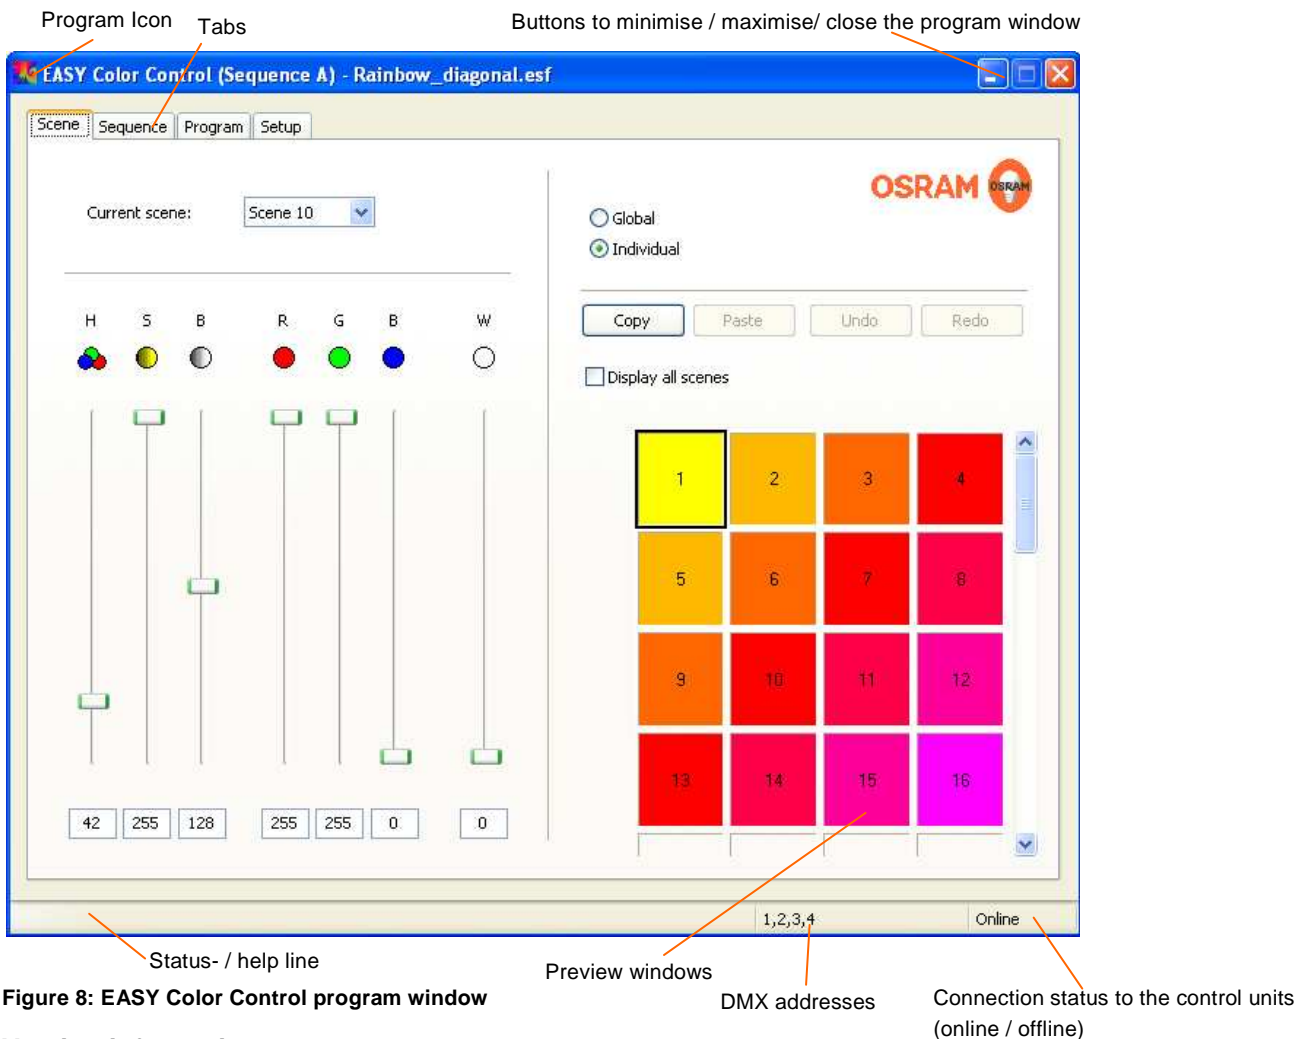 Program Icon
Tabs
Buttons to minimise / maximise/ close the program window
EASY Color Control (Sequence A) - Rainbow_diagonal.esf
Scene Sequence Program Setup
OSRAM OSRAM
Current scene: Scene 10
Global
Individual
H S B R G B W
Copy Paste Undo Redo
Display all scenes
1 2 3 4
5 6 7 8
9 10 11 12
13 14 15 16
42 255 128 255 255 0 0
1,2,3,4 Online
Status- / help line
Preview windows
DMX addresses
Connection status to the control units
(online / offline)
Figure 8: EASY Color Control program window